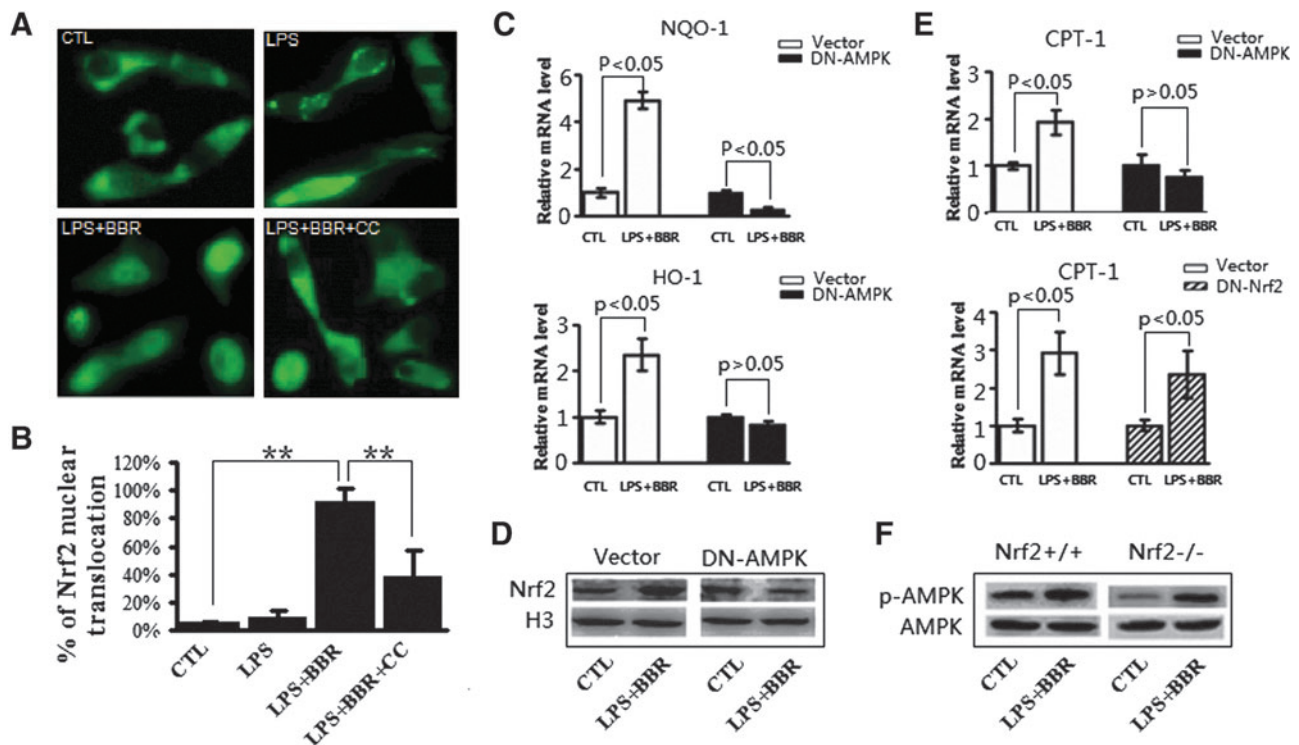 A
CTL
LPS
LPS+BBR
LPS+BBR+CC
B
% of Nrf2 nuclear
translocation
120%
100%
80%
60%
40%
20%
0%
**
**
CTL
LPS
LPS+BBR
LPS+BBR+CC
C
NQO-1
Vector
DN-AMPK
Relative mRNA level
6
4
2
0
P<0.05
P<0.05
CTL
LPS+BBR
CTL
LPS+BBR
HO-1
Vector
DN-AMPK
Relative mRNA level
3
2
1
0
p<0.05
p>0.05
CTL
LPS+BBR
CTL
LPS+BBR
D
Vector
DN-AMPK
Nrf2
H3
CTL
LPS+BBR
CTL
LPS+BBR
E
CPT-1
Vector
DN-AMPK
Relative mRNA level
3
2
1
0
p<0.05
p>0.05
CTL
LPS+BBR
CTL
LPS+BBR
CPT-1
Vector
DN-Nrf2
Relative mRNA level
4
3
2
1
0
p<0.05
p<0.05
CTL
LPS+BBR
CTL
LPS+BBR
F
Nrf2+/+
Nrf2-/-
p-AMPK
AMPK
CTL
LPS+BBR
CTL
LPS+BBR